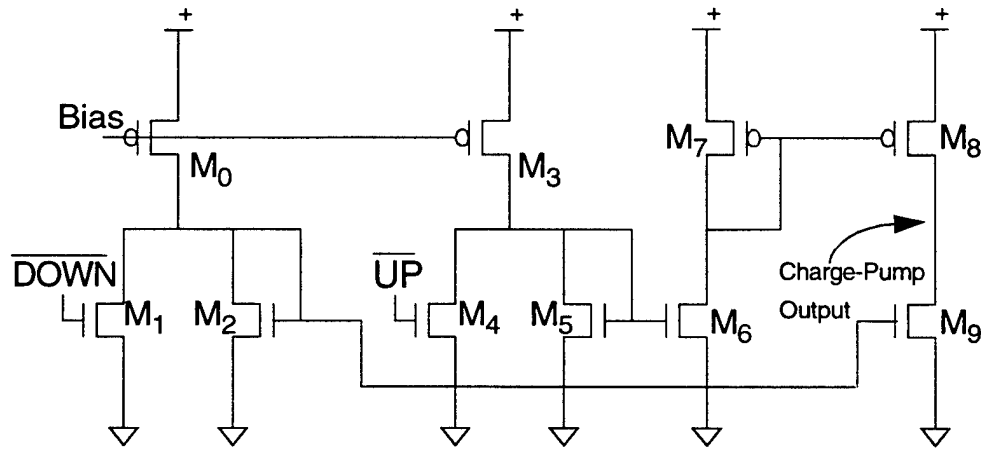 + + + +
Bias
M0
M3
M7
M8
DOWN
UP
Charge-Pump
Output
M1
M2
M4
M5
M6
M9